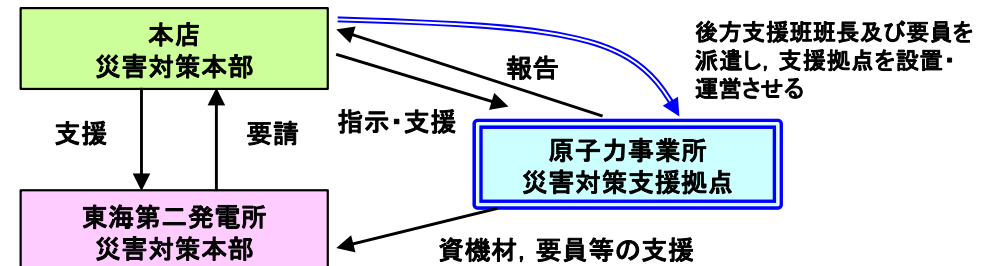 本店
災害対策本部
後方支援班班長及び要員を
派遣し，支援拠点を設置・
運営させる
報告
指示・支援
支援
要請
原子力事業所
災害対策支援拠点
東海第二発電所
災害対策本部
資機材，要員等の支援